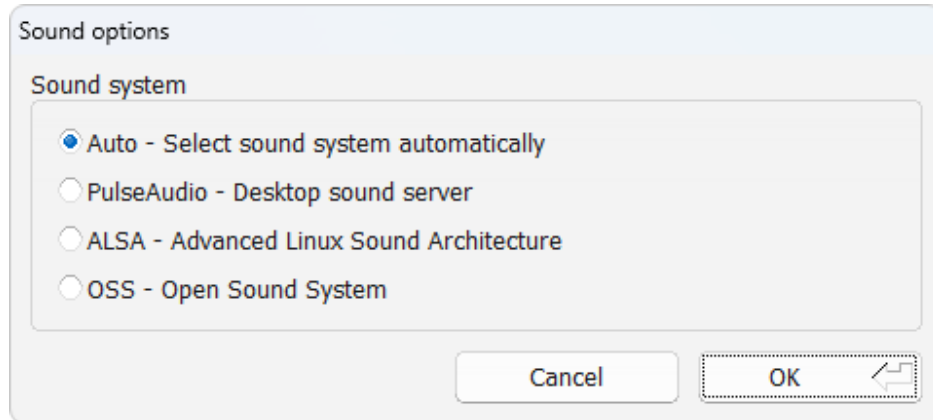 Sound options
Sound system
Auto - Select sound system automatically
PulseAudio - Desktop sound server
ALSA - Advanced Linux Sound Architecture
OSS - Open Sound System
Cancel OK